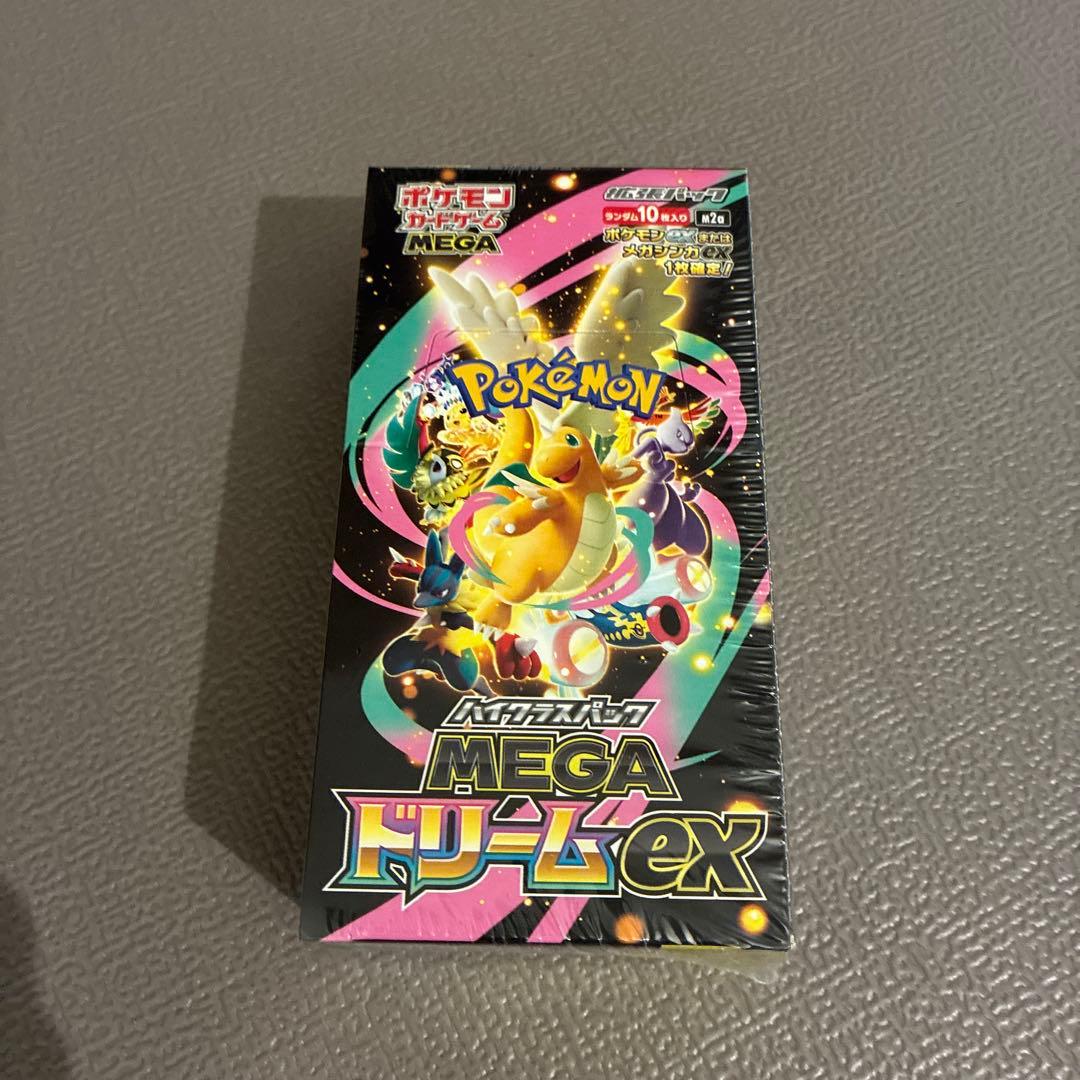 ポケモン
カードゲーム
MEGA
拡張パック
ランダム10枚入り M2a
ポケモンexまたは
メガシンカex
1枚確定!
POKéMON
ハイクラスパック
MEGA
ドリームex